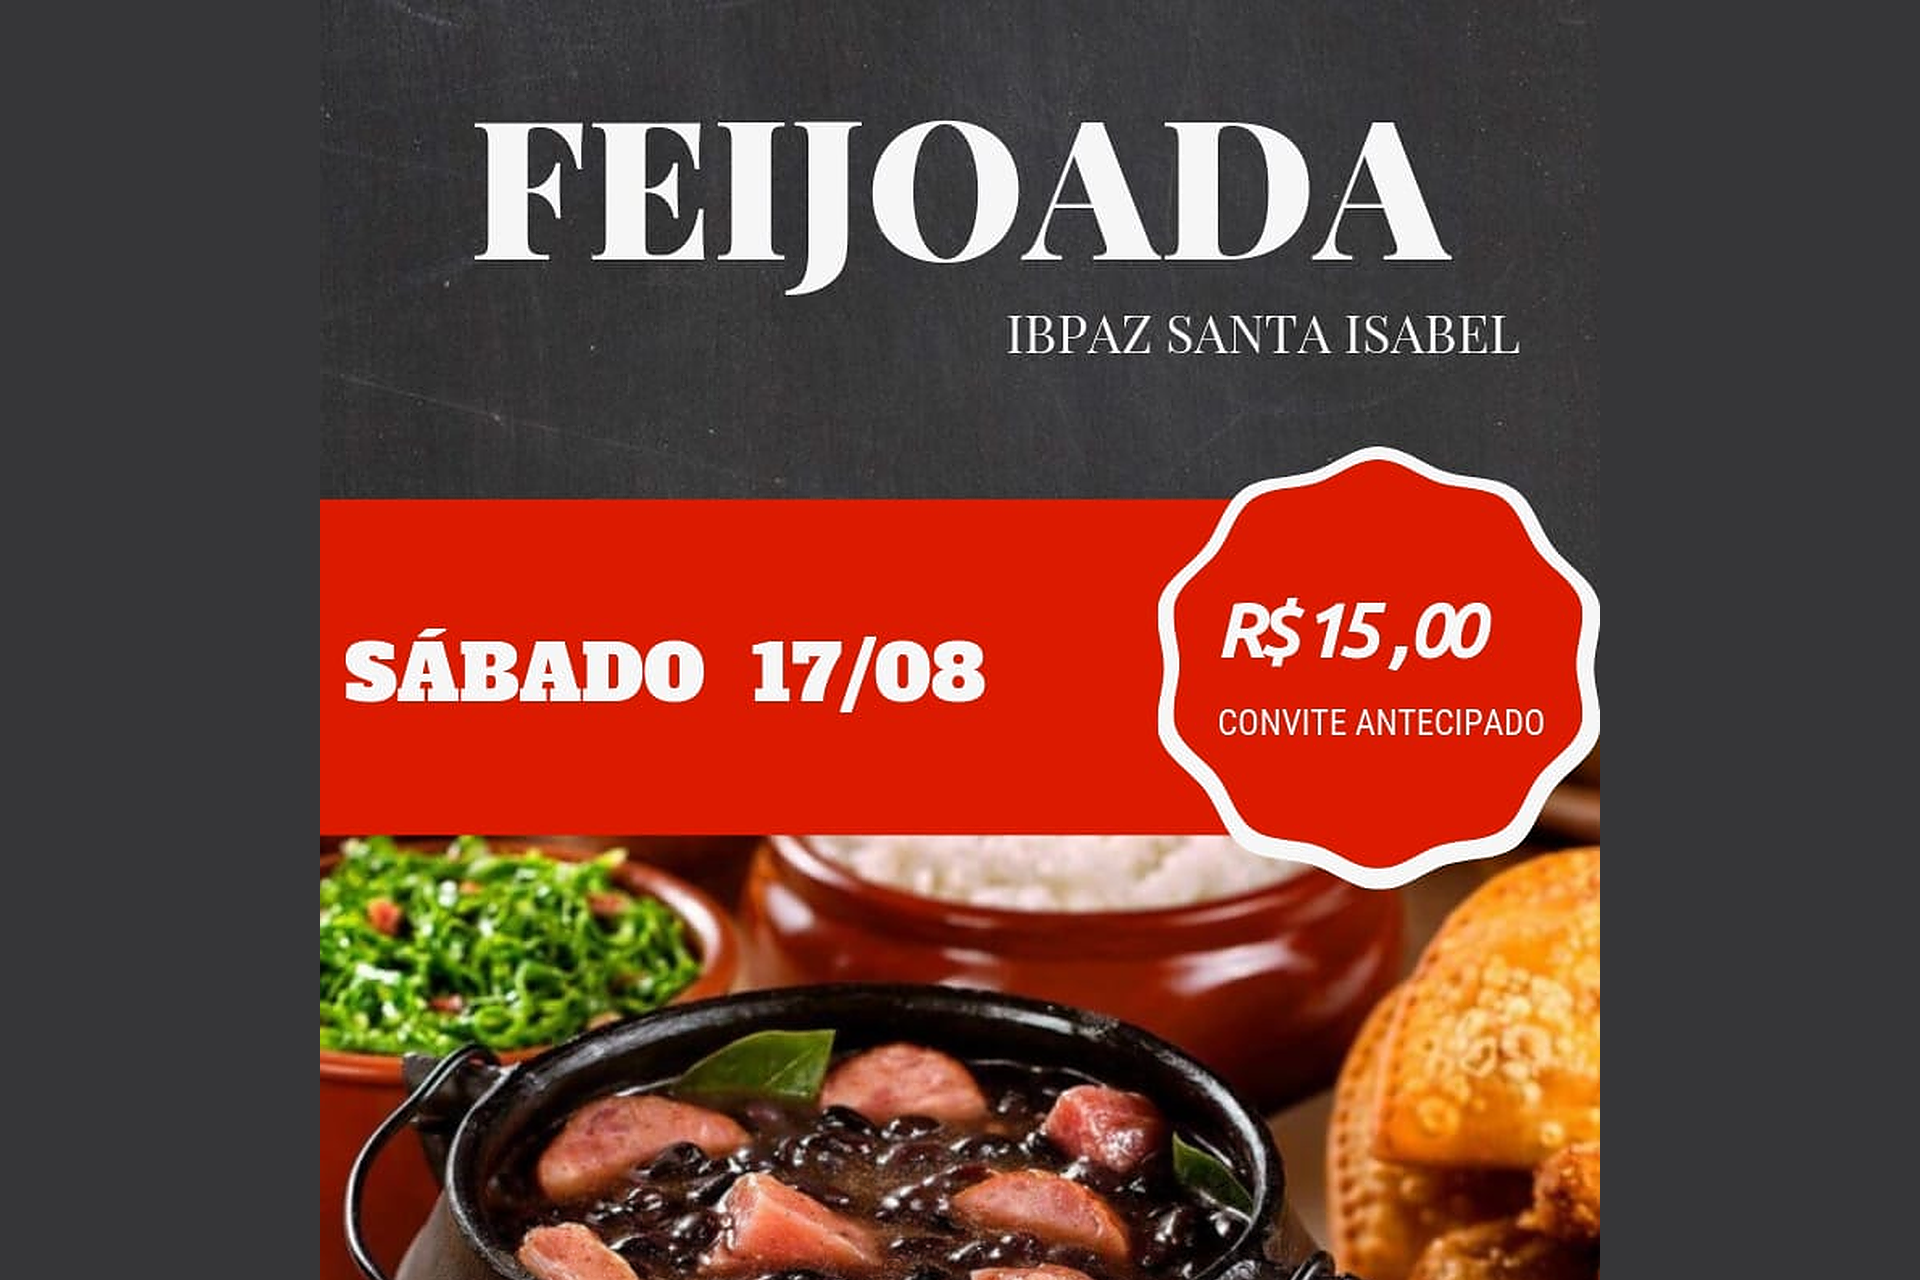 FEIJOADA
IBPAZ SANTA ISABEL
SÁBADO 17/08
R$ 15,00
CONVITE ANTECIPADO